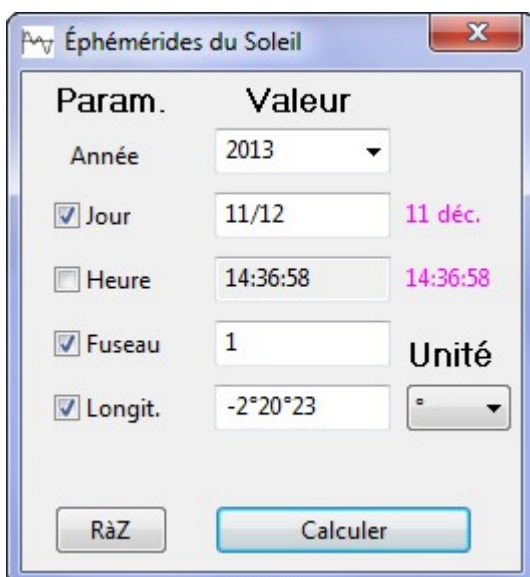 Éphémérides du Soleil
Param. Valeur
Année 2013
Jour 11/12 11 déc.
Heure 14:36:58 14:36:58
Fuseau 1
Unité
Longit. -2°20°23 °
RàZ Calculer